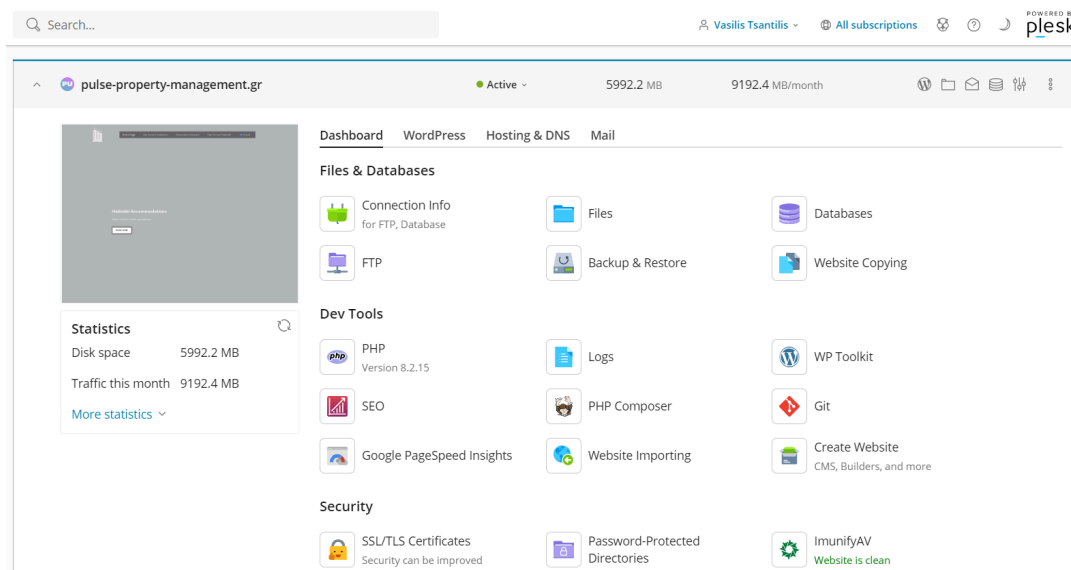 Search...
Vasilis Tsantilis
All subscriptions
POWERED B
plesk
PU
pulse-property-management.gr
Active
5992.2 MB
9192.4 MB/month
Dashboard WordPress Hosting & DNS Mail
Files & Databases
Connection Info
for FTP, Database
Files
Databases
FTP
Backup & Restore
Website Copying
Statistics
Disk space 5992.2 MB
Traffic this month 9192.4 MB
More statistics
Dev Tools
php
PHP
Version 8.2.15
Logs
WP Toolkit
SEO
PHP Composer
Git
Google PageSpeed Insights
Website Importing
Create Website
CMS, Builders, and more
Security
SSL/TLS Certificates
Security can be improved
Password-Protected
Directories
ImunifyAV
Website is clean